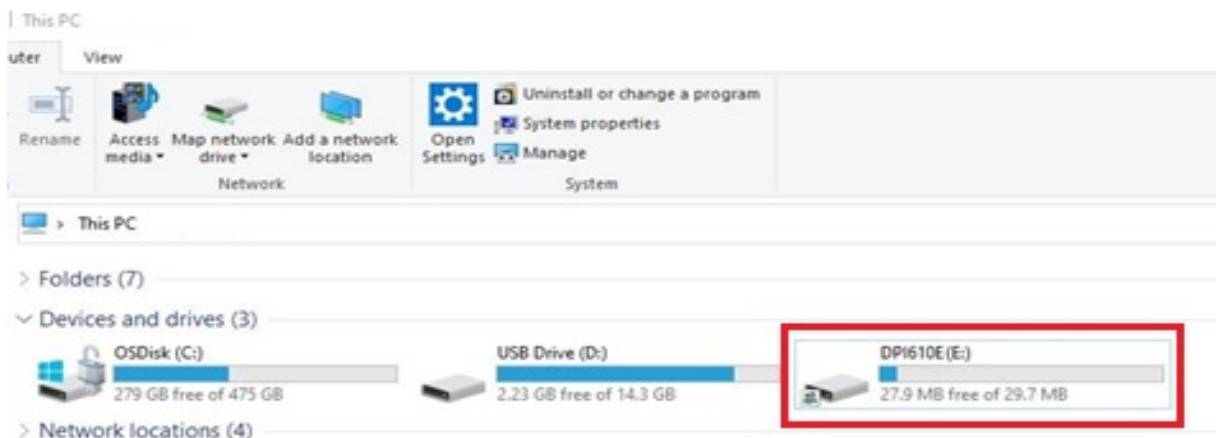 This PC
uter View
Rename
Access media
Map network drive
Add a network location
Open Settings
Uninstall or change a program
System properties
Manage
Network
System
> This PC
Folders (7)
Devices and drives (3)
OSDisk (C:)
279 GB free of 475 GB
USB Drive (D:)
2.23 GB free of 14.3 GB
DPI610E (E:)
27.9 MB free of 29.7 MB
Network locations (4)